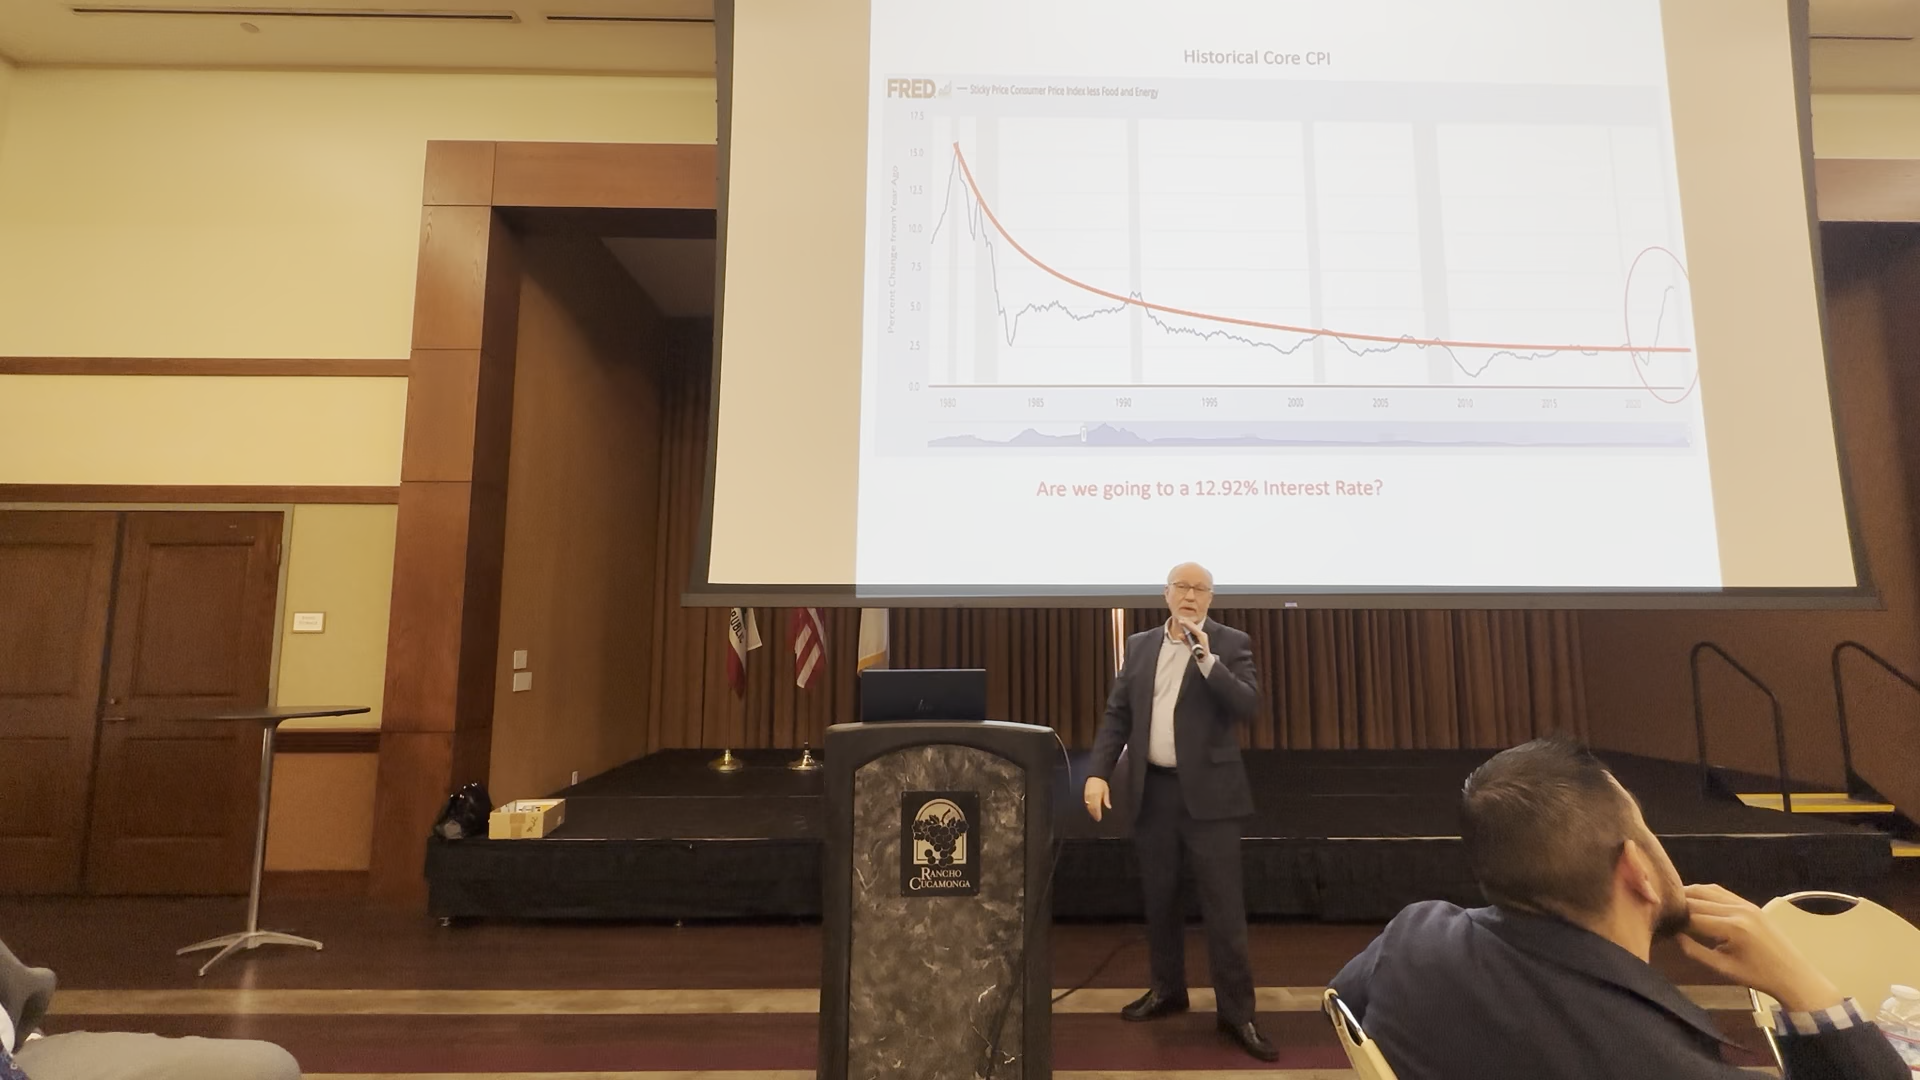 Historical Core CPI
FRED — Sticky Price Consumer Price Index less Food and Energy
Percent Change from Year Ago
17.5
15.0
12.5
10.0
7.5
5.0
2.5
0.0
1980 1985 1990 1995 2000 2005 2010 2015 2020
Are we going to a 12.92% Interest Rate?
RANCHO
CUCAMONGA